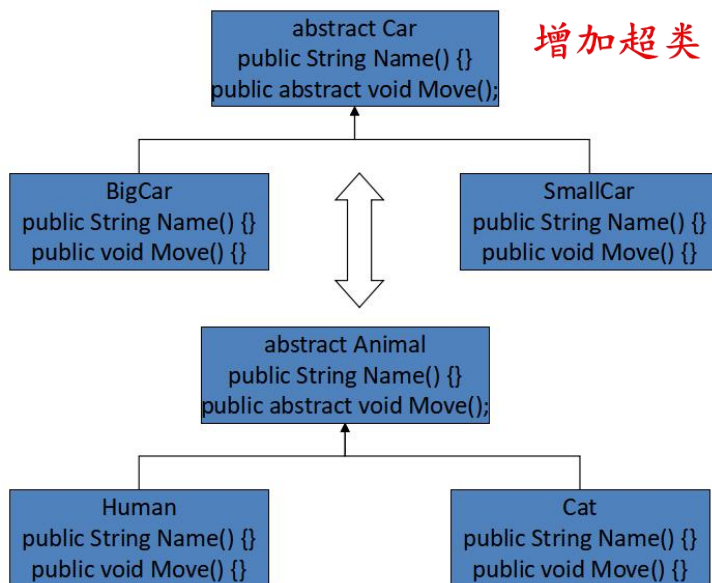 abstract Car
public String Name() {}
public abstract void Move();
增加超类
BigCar
public String Name() {}
public void Move() {}
SmallCar
public String Name() {}
public void Move() {}
abstract Animal
public String Name() {}
public abstract void Move();
Human
public String Name() {}
public void Move() {}
Cat
public String Name() {}
public void Move() {}